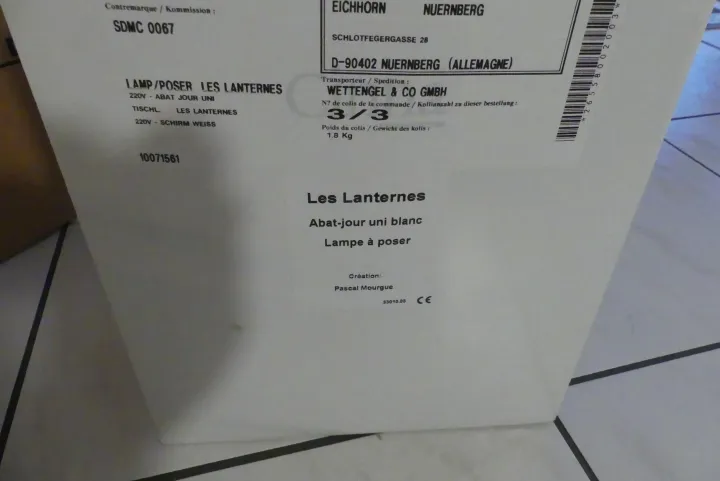 Contremarque / Kommission :
SDMC 0067
EICHHORN NUERNBERG
SCHLOTFEGERGASSE 28
D-90402 NUERNBERG (ALLEMAGNE)
LAMP/POSER LES LANTERNES
220V - ABAT JOUR UNI
TISCHL. LES LANTERNES
220V - SCHIRM WEISS
10071561
Transporteur / Spedition :
WETTENGEL & CO GMBH
N° de colis de la commande / Kollianzahl zu dieser bestellung :
3/3
Poids du colis / Gewicht des kolis :
1.8 Kg
Les Lanternes
Abat-jour uni blanc
Lampe à poser
Création:
Pascal Mourgue
CE